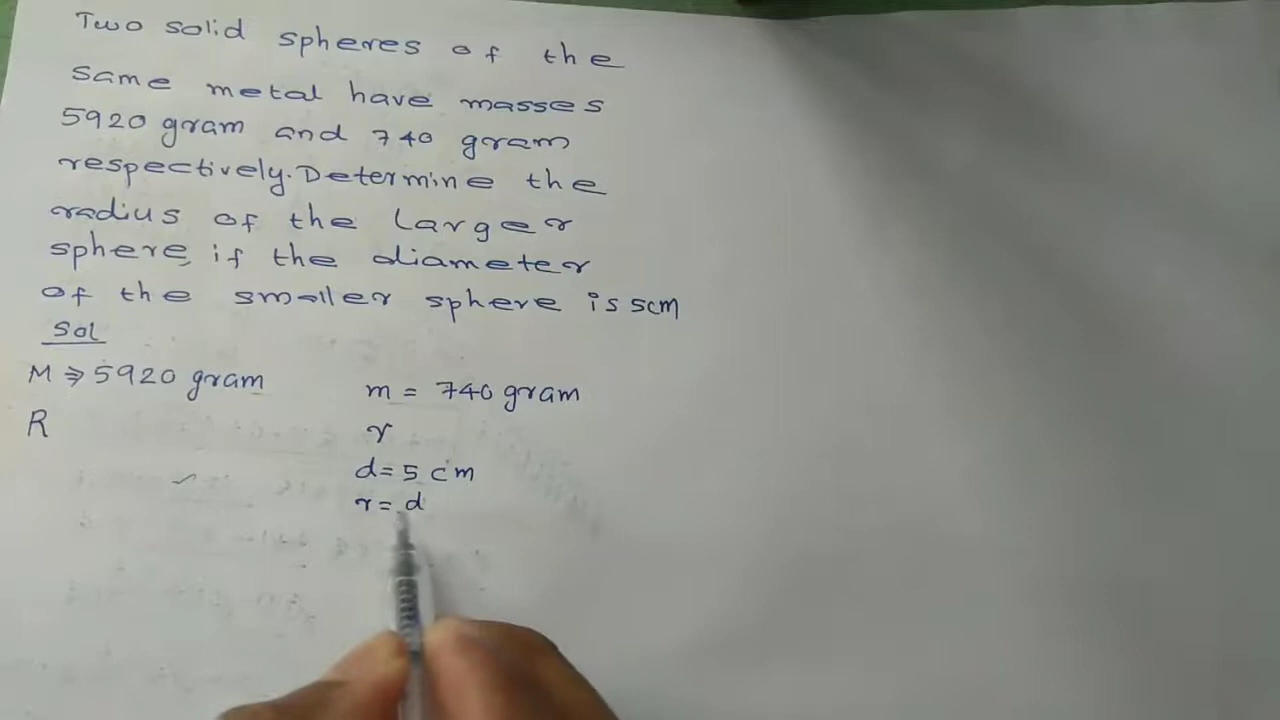 Two solid spheres of the
same metal have masses
5920 gram and 740 gram
respectively. Determine the
radius of the larger
sphere, if the diameter
of the smaller sphere is 5cm
Sol
M ⇒ 5920 gram m = 740 gram
R r
d = 5 cm
r = d